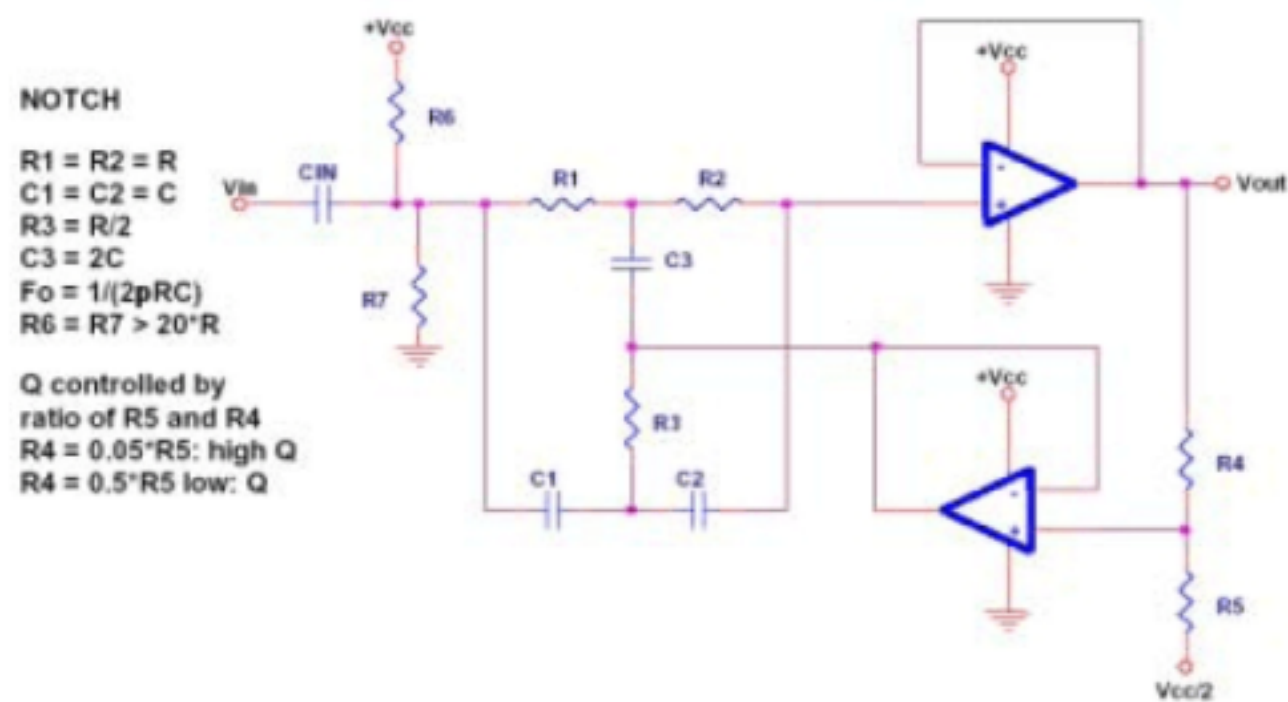 NOTCH
R1 = R2 = R
C1 = C2 = C
R3 = R/2
C3 = 2C
Fo = 1/(2pRC)
R6 = R7 > 20*R
Q controlled by
ratio of R5 and R4
R4 = 0.05*R5: high Q
R4 = 0.5*R5 low: Q
+Vcc
R6
Vin
CIN
R7
R1
R2
C3
R3
C1
C2
+Vcc
-
+
Vout
+Vcc
-
+
R4
R5
Vcc/2